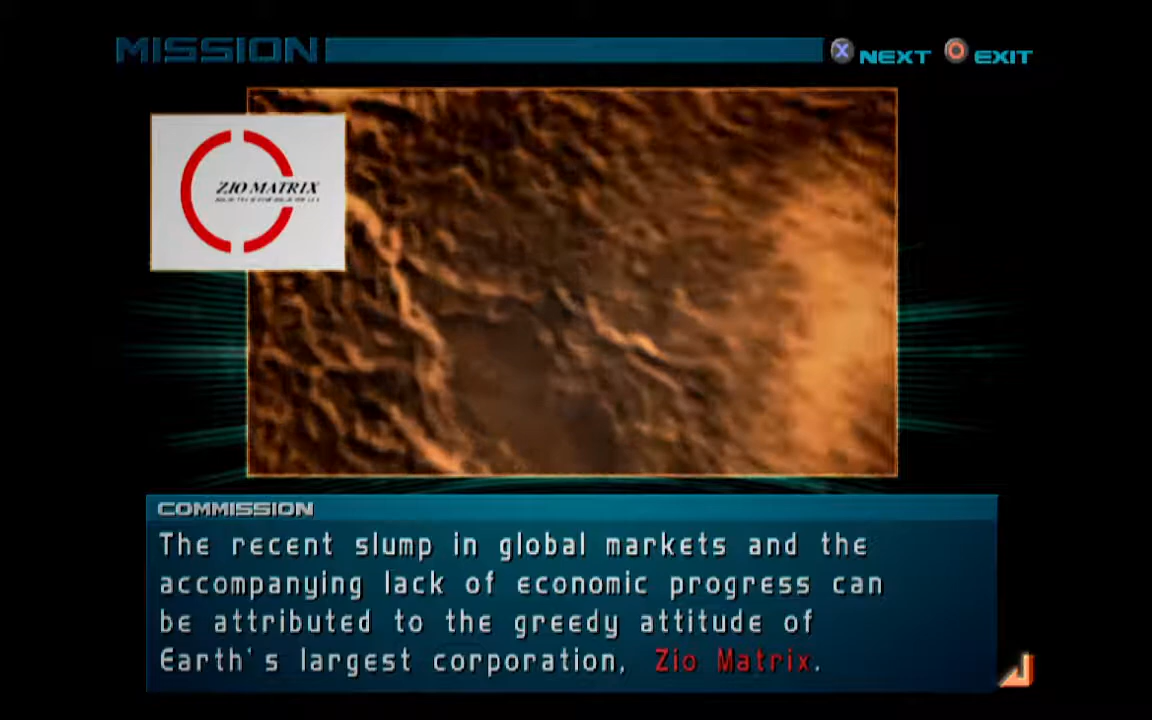 MISSION
X NEXT O EXIT
ZIO MATRIX
COMMISSION
The recent slump in global markets and the
accompanying lack of economic progress can
be attributed to the greedy attitude of
Earth's largest corporation, Zio Matrix.